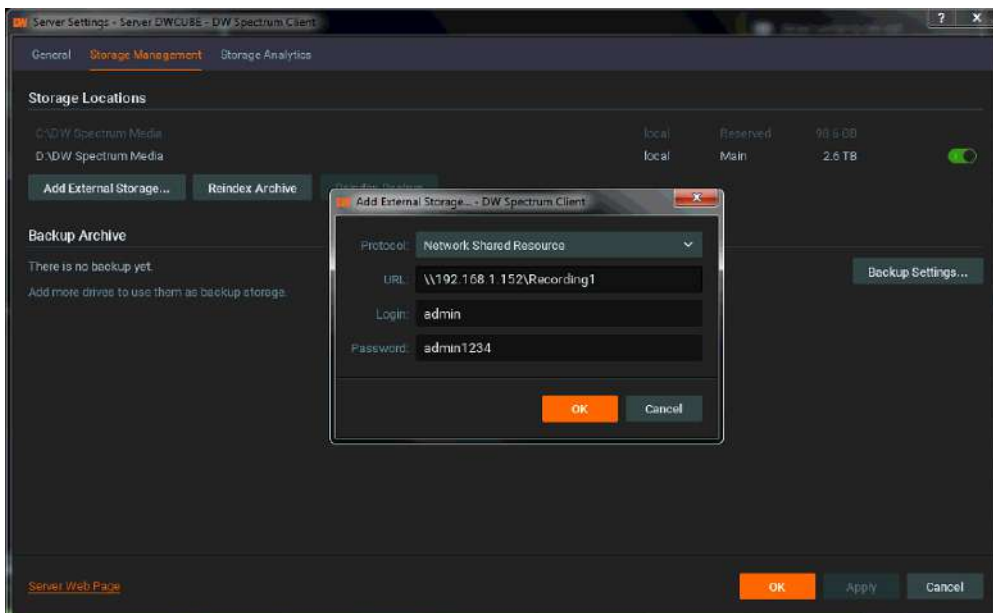 DW Server Settings - Server DWCUBE - DW Spectrum Client ? X
General Storage Management Storage Analytics
Storage Locations
C:\DW Spectrum Media local Reserved 98.6 GB
D:\DW Spectrum Media local Main 2.6 TB
Add External Storage... Reindex Archive
Add External Storage... - DW Spectrum Client
Protocol: Network Shared Resource
URL: \\192.168.1.152\Recording1
Login: admin
Password: admin1234
OK Cancel
Backup Archive
There is no backup yet.
Add more drives to use them as backup storage.
Backup Settings...
Server Web Page
OK Apply Cancel